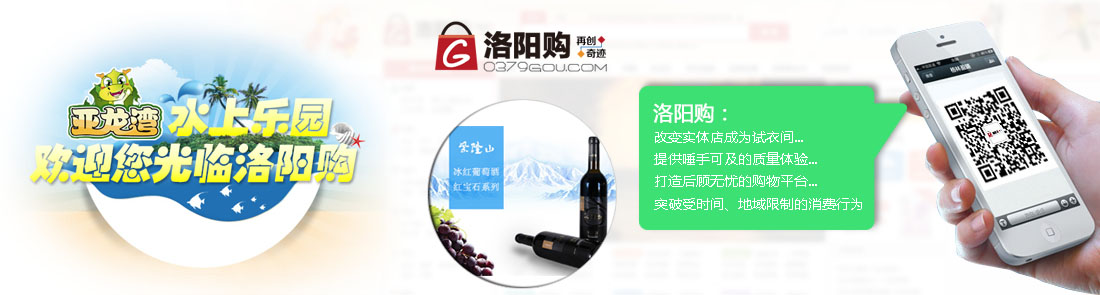 亚龙湾
水上乐园
欢迎您光临洛阳购
G
洛阳购
再创
奇迹
0379GOU.COM
冰红葡萄酒
红宝石系列
洛阳购：
改变实体店成为试衣间...
提供唾手可及的质量体验...
打造后顾无忧的购物平台...
突破受时间、地域限制的消费行为